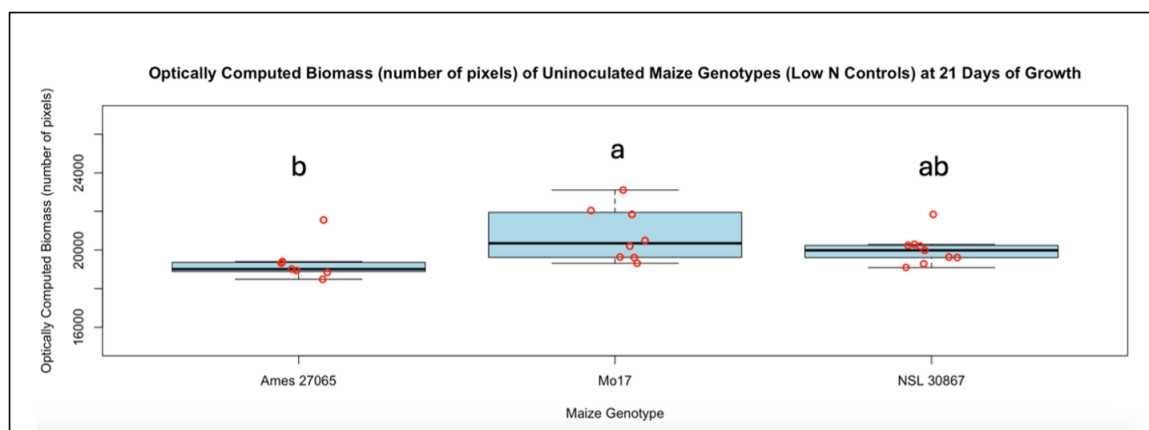 Optically Computed Biomass (number of pixels) of Uninoculated Maize Genotypes (Low N Controls) at 21 Days of Growth
Optically Computed Biomass (number of pixels)
24000
20000
16000
b
a
ab
Ames 27065
Mo17
NSL 30867
Maize Genotype